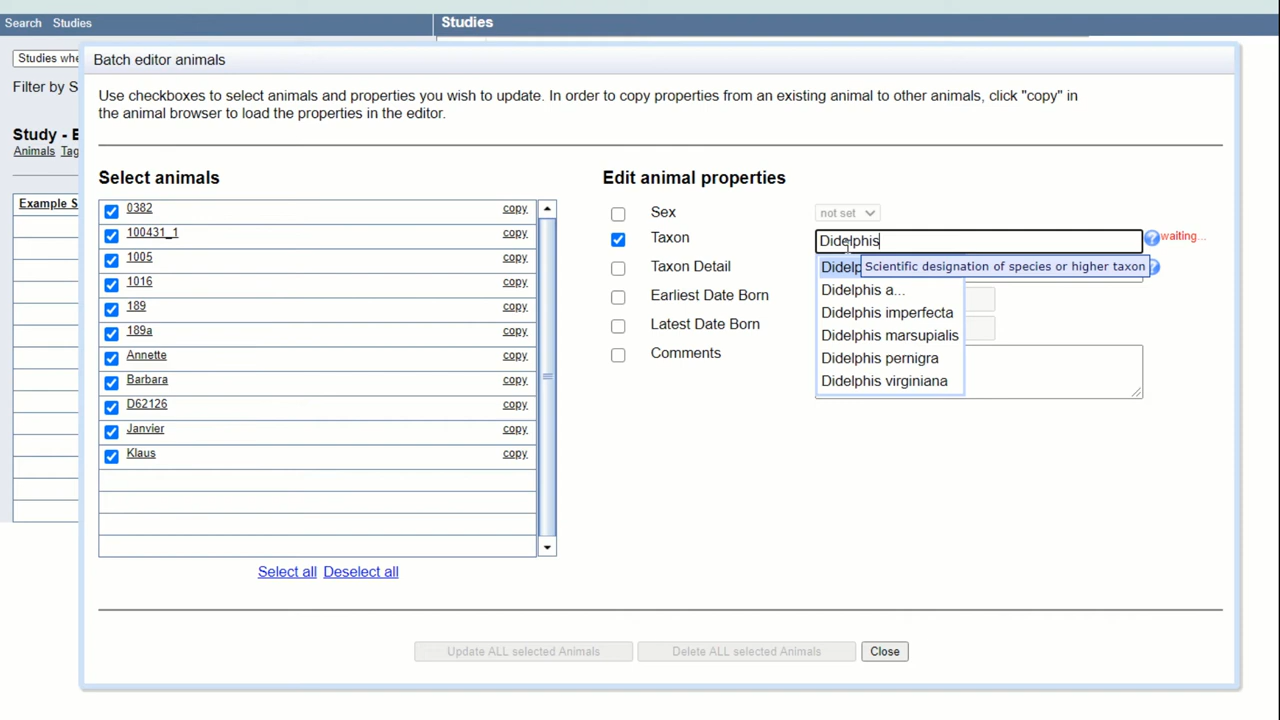 Search Studies
Studies
Studies whe
Filter by S
Study - E
Animals Tag
Example S
Batch editor animals
Use checkboxes to select animals and properties you wish to update. In order to copy properties from an existing animal to other animals, click "copy" in
the animal browser to load the properties in the editor.
Select animals
0382 copy
100431_1 copy
1005 copy
1016 copy
189 copy
189a copy
Annette copy
Barbara copy
D62126 copy
Janvier copy
Klaus copy
Select all Deselect all
Edit animal properties
Sex not set
Taxon Didelphis ? waiting...
Taxon Detail ?
Earliest Date Born
Latest Date Born
Comments
Didelp
Scientific designation of species or higher taxon
Didelphis a...
Didelphis imperfecta
Didelphis marsupialis
Didelphis pernigra
Didelphis virginiana
Update ALL selected Animals Delete ALL selected Animals Close